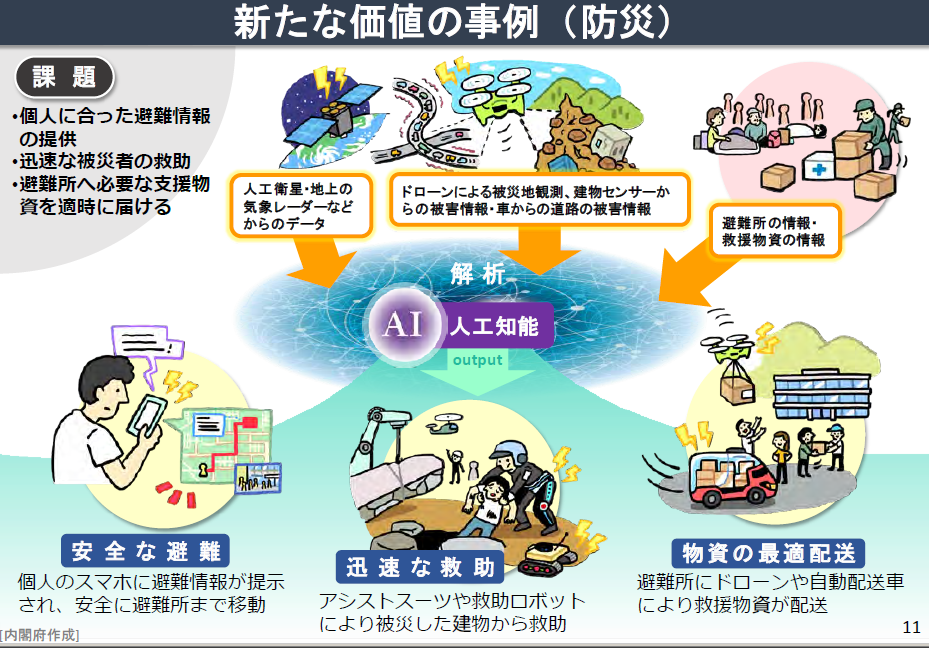 新たな価値の事例（防災）
課 題
・個人に合った避難情報
の提供
・迅速な被災者の救助
・避難所へ必要な支援物
資を適時に届ける
人工衛星・地上の
気象レーダーなど
からのデータ
ドローンによる被災地観測、建物センサーか
らの被害情報・車からの道路の被害情報
避難所の情報・
救援物資の情報
解 析
AI 人工知能
output
安 全 な 避 難
個人のスマホに避難情報が提示
され、安全に避難所まで移動
迅 速 な 救 助
アシストスーツや救助ロボット
により被災した建物から救助
物資の最適配送
避難所にドローンや自動配送車
により救援物資が配送
[内閣府作成]
11